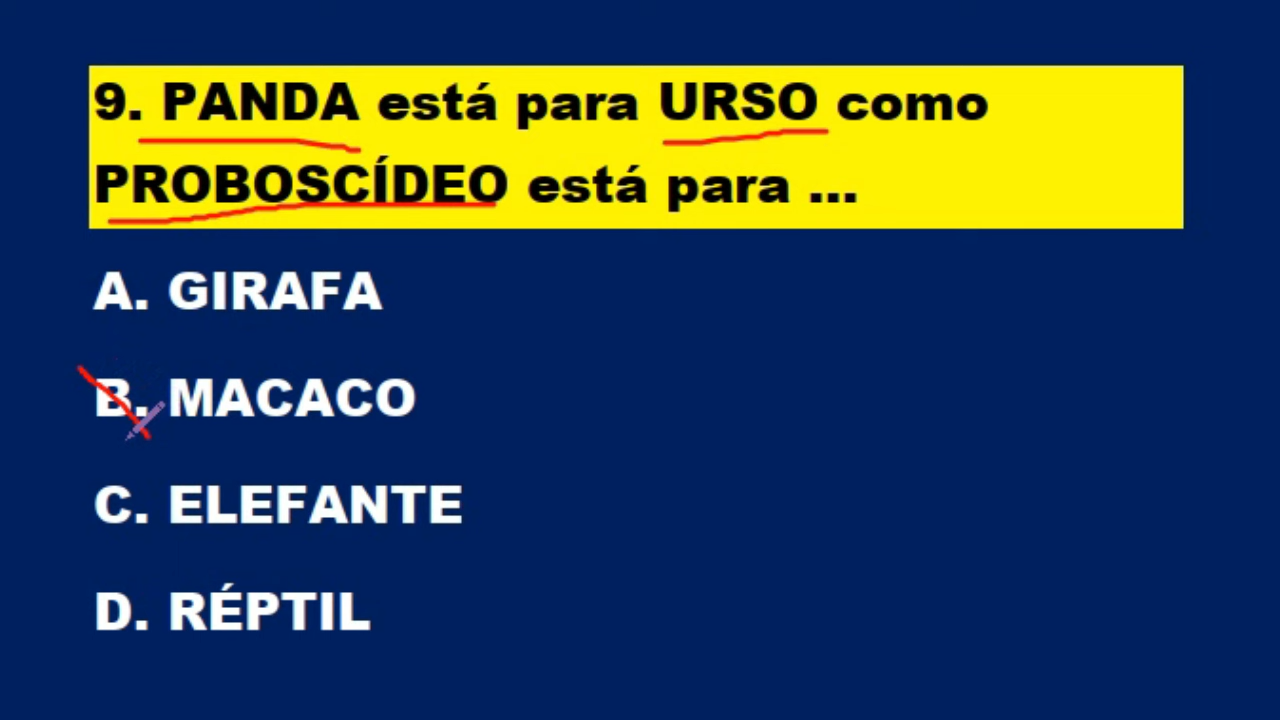 9. PANDA está para URSO como
PROBOSCÍDEO está para ...
A. GIRAFA
B. MACACO
C. ELEFANTE
D. RÉPTIL